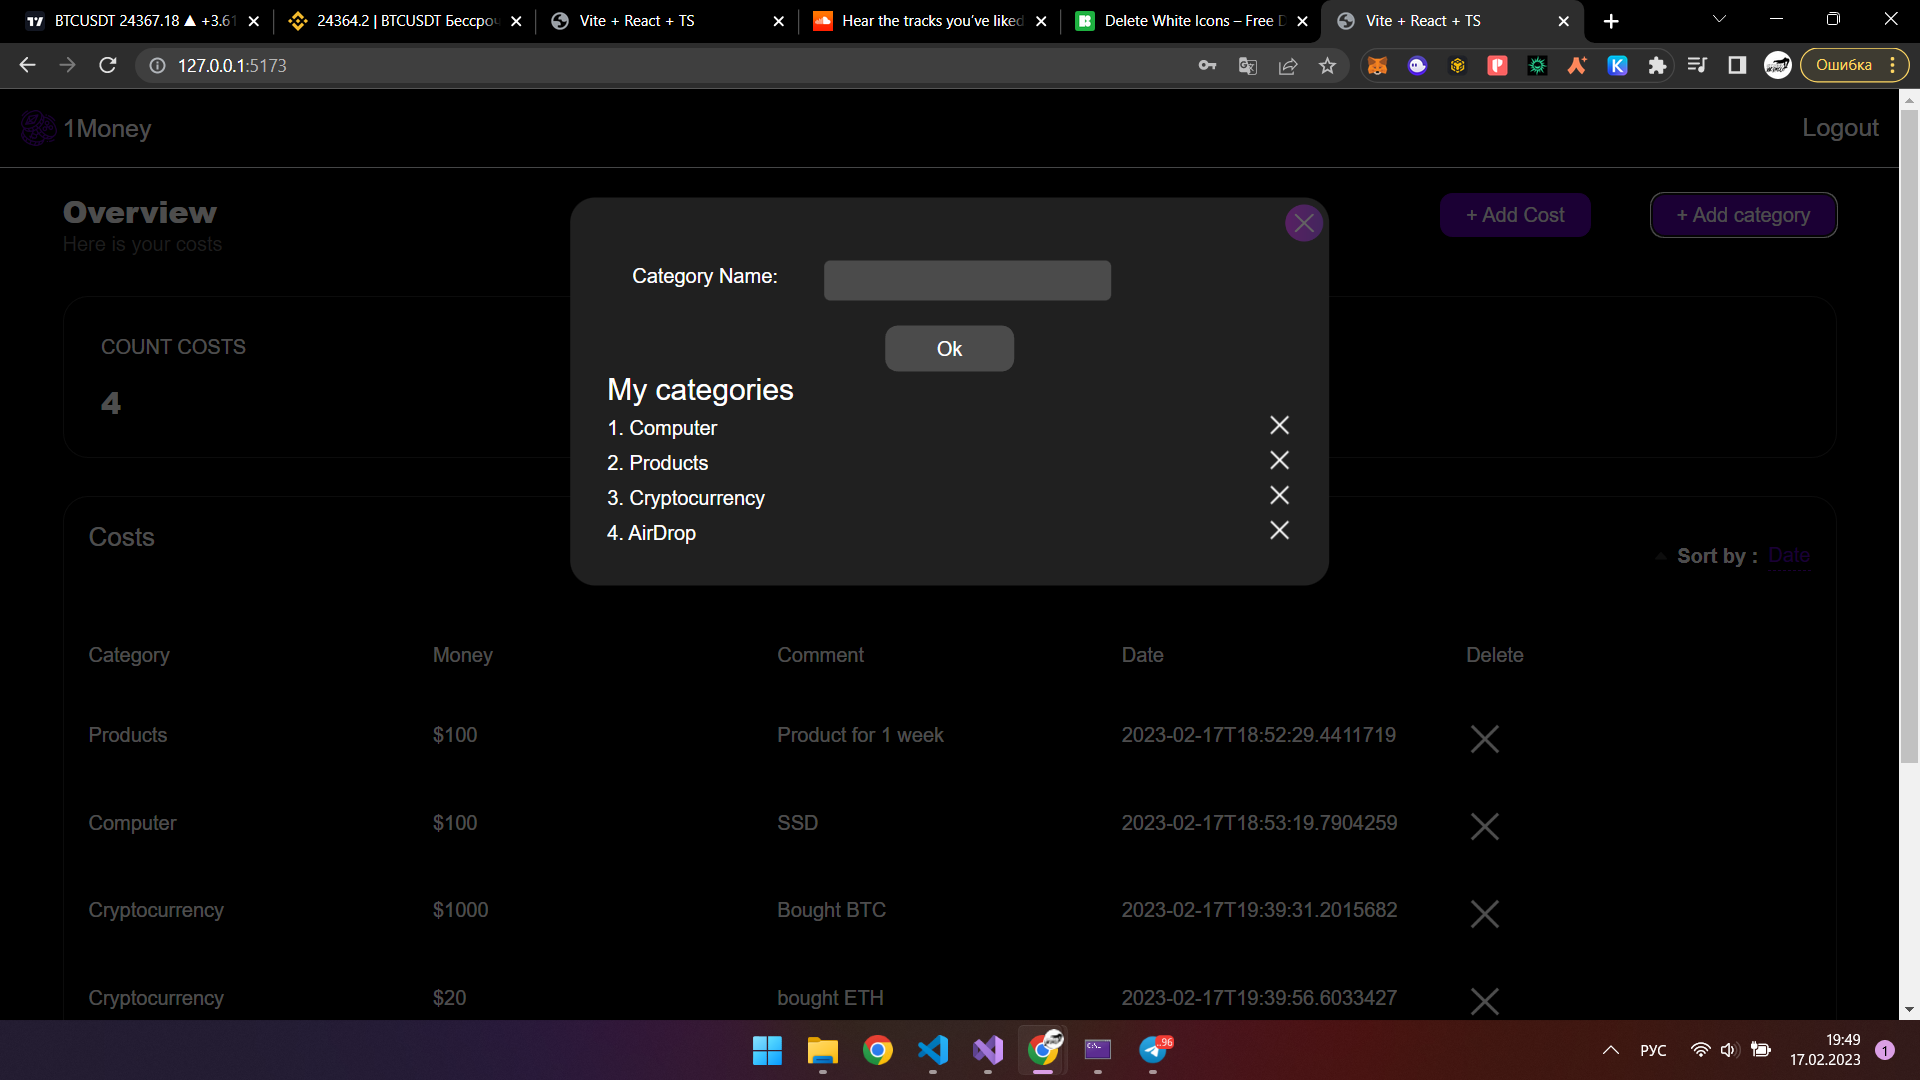 BTCUSDT 24367.18 ▲ +3.61
24364.2 | BTCUSDT Бессроч
Vite + React + TS
Hear the tracks you've liked
Delete White Icons – Free D
Vite + React + TS
127.0.0.1:5173
Ошибка
1Money
Logout
Overview
Here is your costs
+ Add Cost
+ Add category
Category Name:
Ok
COUNT COSTS
4
My categories
1. Computer
2. Products
3. Cryptocurrency
4. AirDrop
Costs
Sort by : Date
Category Money Comment Date Delete
Products $100 Product for 1 week 2023-02-17T18:52:29.4411719
Computer $100 SSD 2023-02-17T18:53:19.7904259
Cryptocurrency $1000 Bought BTC 2023-02-17T19:39:31.2015682
Cryptocurrency $20 bought ETH 2023-02-17T19:39:56.6033427
96
РУС
19:49
17.02.2023
1